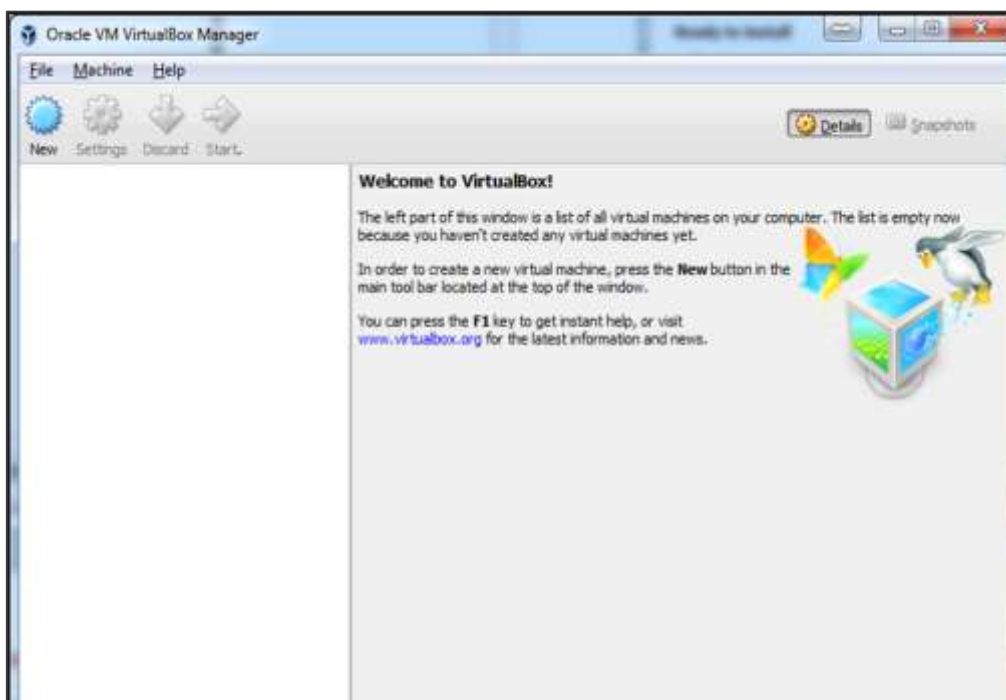 Oracle VM VirtualBox Manager
Ready to Install
File Machine Help
New Settings Discard Start
Details Snapshots
Welcome to VirtualBox!
The left part of this window is a list of all virtual machines on your computer. The list is empty now
because you haven't created any virtual machines yet.
In order to create a new virtual machine, press the New button in the
main tool bar located at the top of the window.
You can press the F1 key to get instant help, or visit
www.virtualbox.org for the latest information and news.